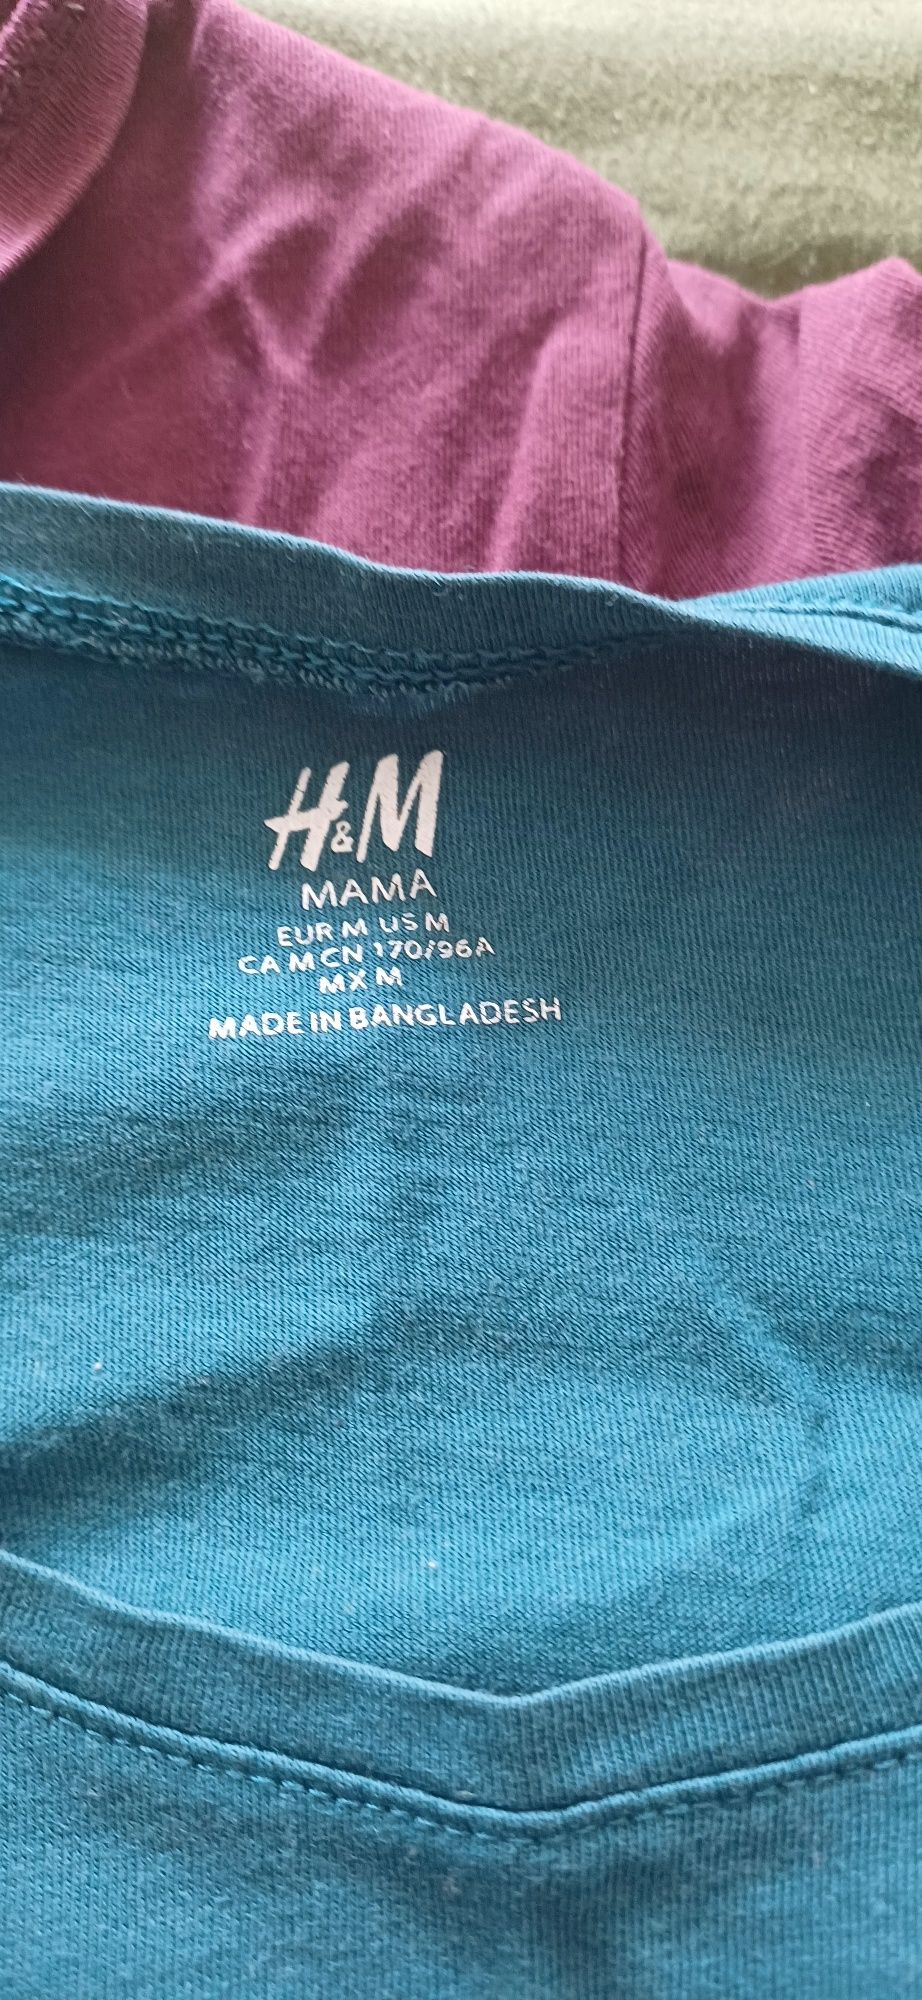 H&M
MAMA
EUR M US M
CA M CN 170/96A
MX M
MADE IN BANGLADESH